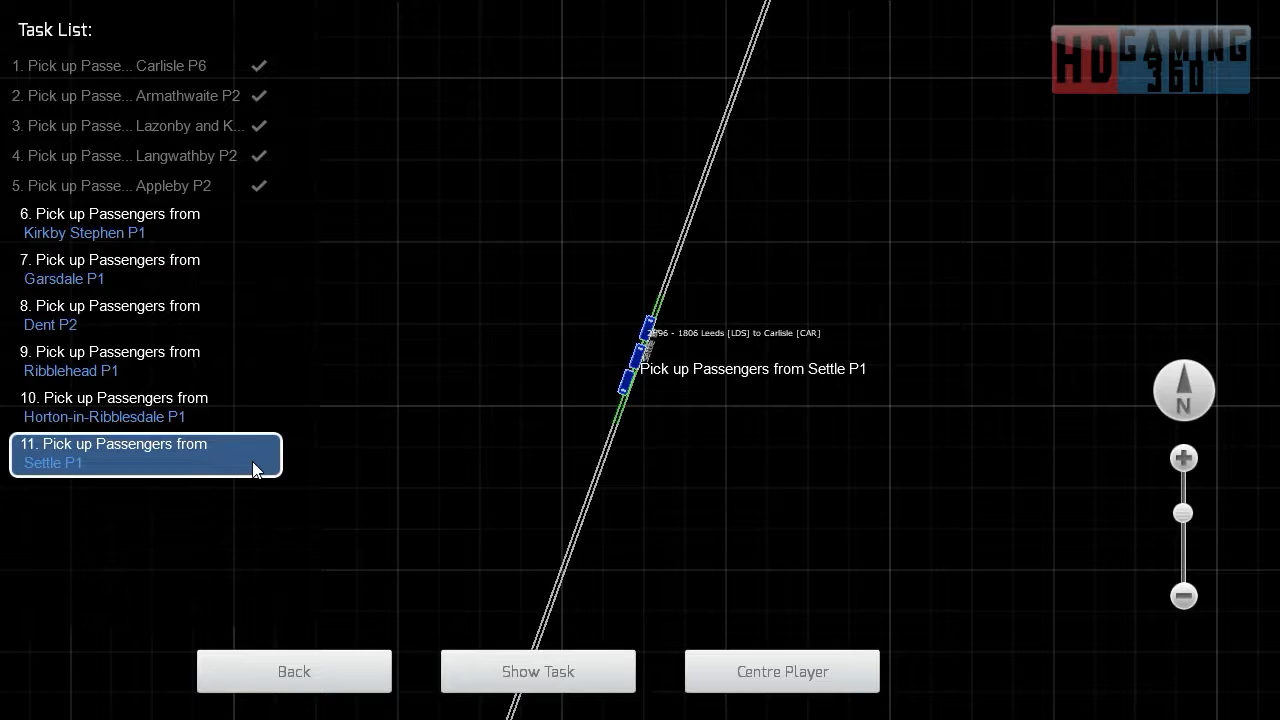 Task List:
1. Pick up Passe... Carlisle P6
2. Pick up Passe... Armathwaite P2
3. Pick up Passe... Lazonby and K...
4. Pick up Passe... Langwathby P2
5. Pick up Passe... Appleby P2
6. Pick up Passengers from
Kirkby Stephen P1
7. Pick up Passengers from
Garsdale P1
8. Pick up Passengers from
Dent P2
9. Pick up Passengers from
Ribblehead P1
10. Pick up Passengers from
Horton-in-Ribblesdale P1
11. Pick up Passengers from
Settle P1
HD GAMING
360
- 1806 Leeds [LDS] to Carlisle [CAR]
Pick up Passengers from Settle P1
N
Back
Show Task
Centre Player